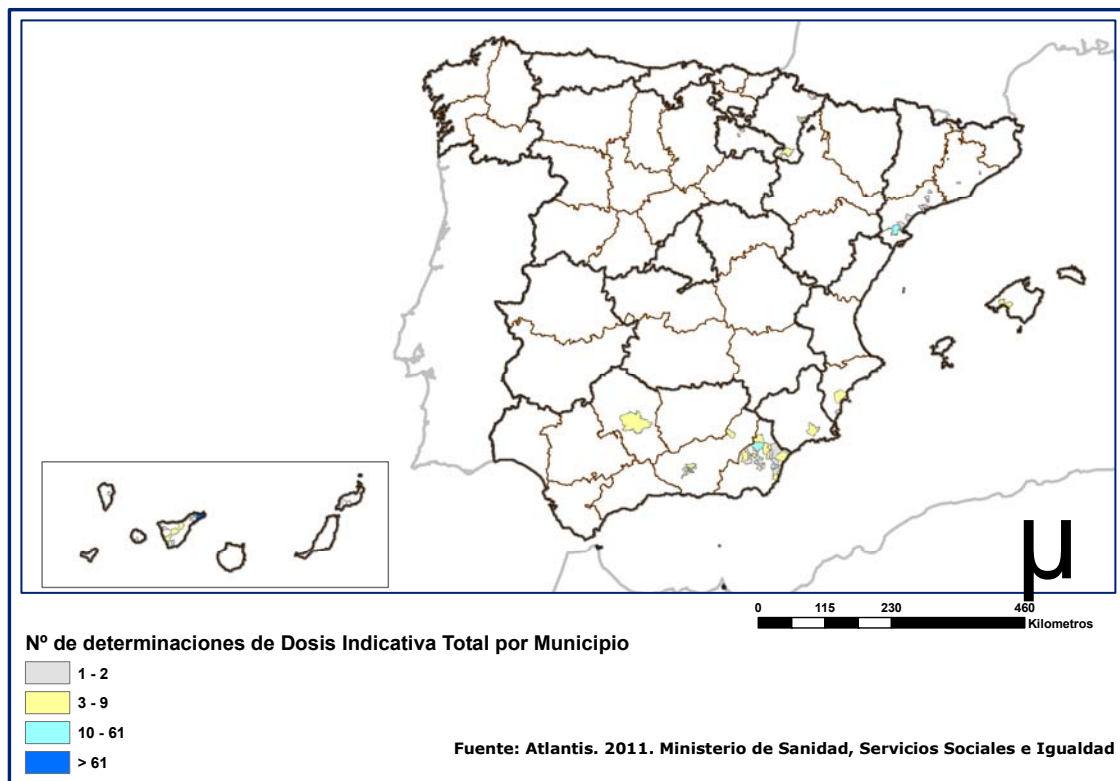 µ
0 115 230 460
Kilometros
Nº de determinaciones de Dosis Indicativa Total por Municipio
1 - 2
3 - 9
10 - 61
> 61
Fuente: Atlantis. 2011. Ministerio de Sanidad, Servicios Sociales e Igualdad